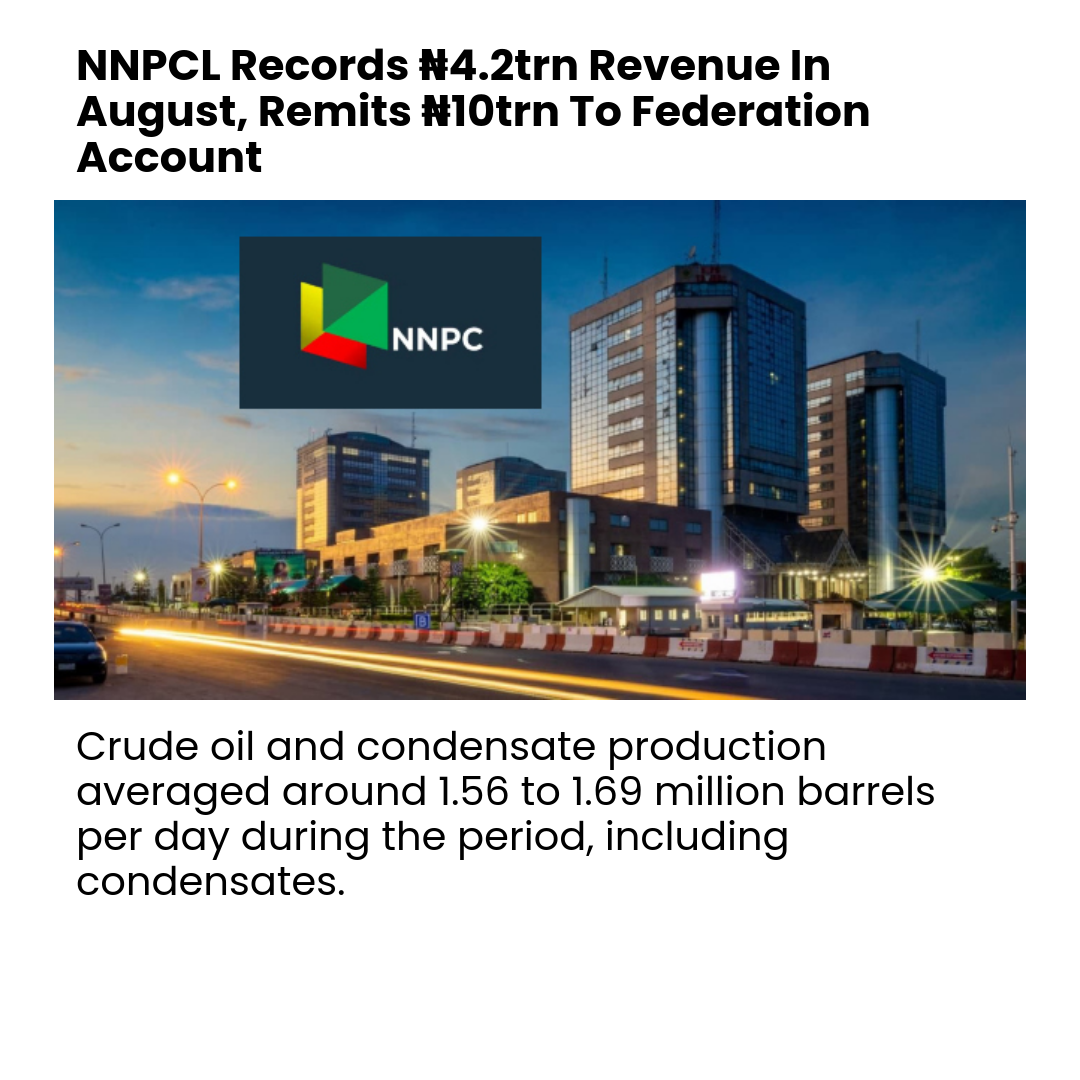 NNPCL Records ₦4.2trn Revenue In
August, Remits ₦10trn To Federation
Account
NNPC
Crude oil and condensate production
averaged around 1.56 to 1.69 million barrels
per day during the period, including
condensates.